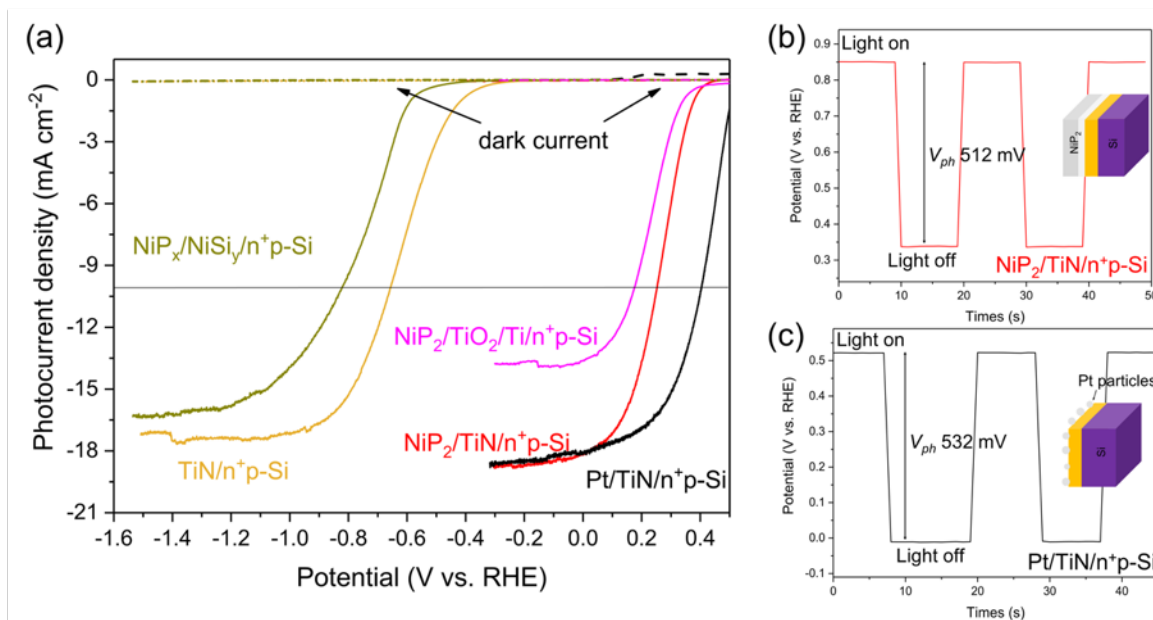 (a)
0
-3
-6
-9
-12
-15
-18
-21
Photocurrent density (mA cm⁻²)
dark current
NiPₓ/NiSiᵧ/n⁺p-Si
NiP₂/TiO₂/Ti/n⁺p-Si
NiP₂/TiN/n⁺p-Si
TiN/n⁺p-Si
Pt/TiN/n⁺p-Si
-1.6 -1.4 -1.2 -1.0 -0.8 -0.6 -0.4 -0.2 0.0 0.2 0.4
Potential (V vs. RHE)
(b)
Light on
0.9
0.8
0.7
0.6
0.5
0.4
0.3
Potential (V vs. RHE)
Vph 512 mV
NiP₂
Si
Light off
NiP₂/TiN/n⁺p-Si
0 10 20 30 40 50
Times (s)
(c)
Light on
0.5
0.4
0.3
0.2
0.1
0.0
-0.1
Potential (V vs. RHE)
Pt particles
Vph 532 mV
Si
Light off
Pt/TiN/n⁺p-Si
0 10 20 30 40
Times (s)